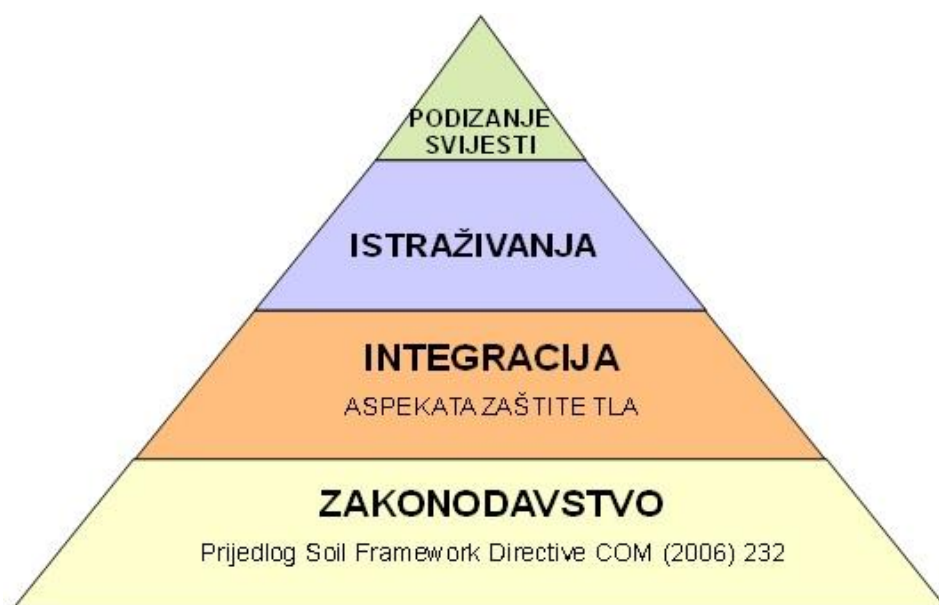 PODIZANJE
SVIJESTI
ISTRAŽIVANJA
INTEGRACIJA
ASPEKATA ZAŠTITE TLA
ZAKONODAVSTVO
Prijedlog Soil Framework Directive COM (2006) 232